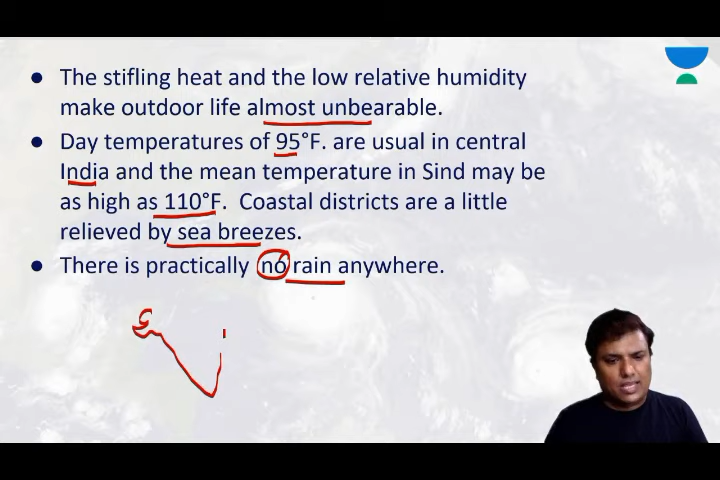 The stifling heat and the low relative humidity
make outdoor life almost unbearable.
Day temperatures of 95°F. are usual in central
India and the mean temperature in Sind may be
as high as 110°F. Coastal districts are a little
relieved by sea breezes.
There is practically no rain anywhere.